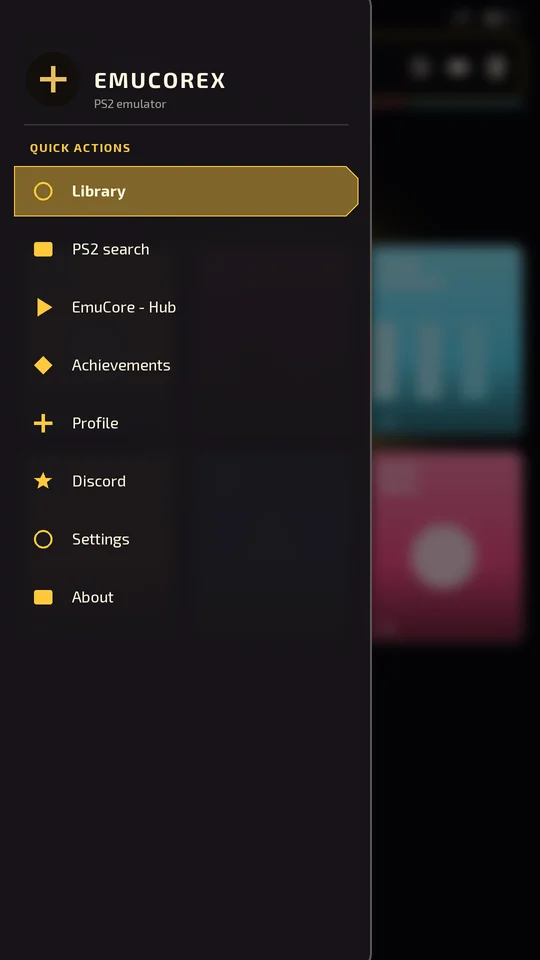 EMUCOREX
PS2 emulator
QUICK ACTIONS
Library
PS2 search
EmuCore - Hub
Achievements
Profile
Discord
Settings
About